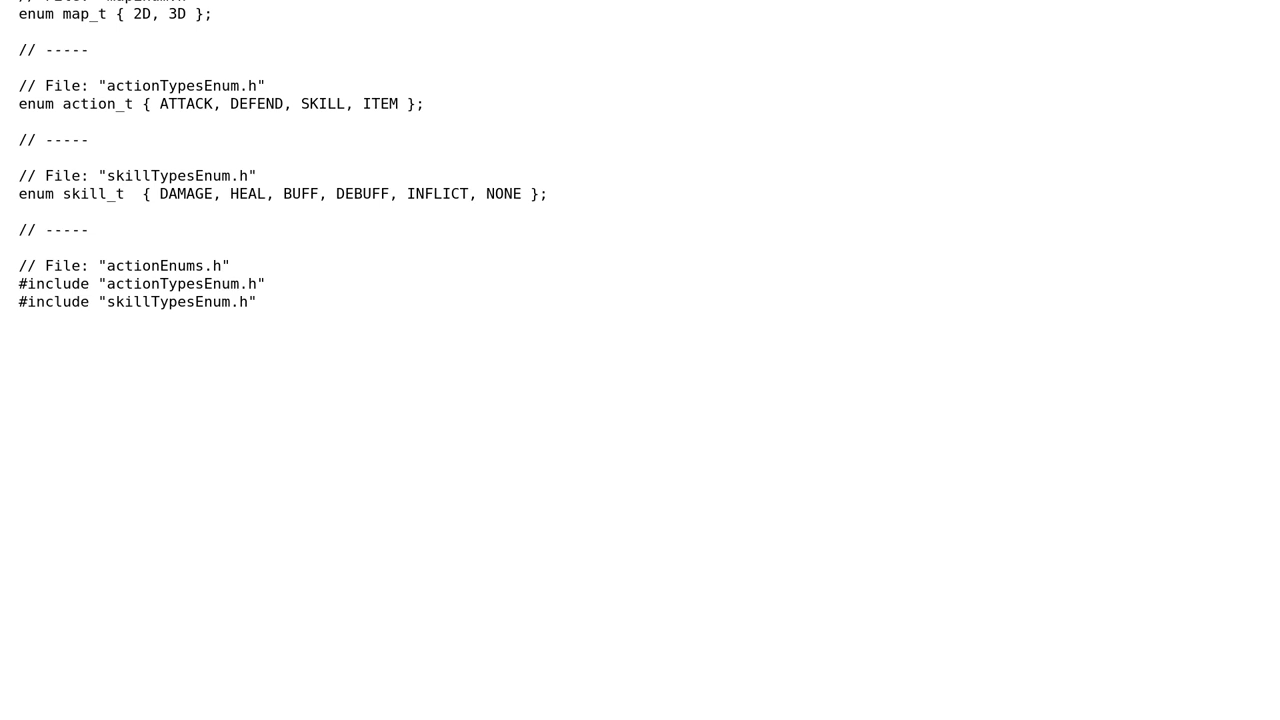 enum map_t { 2D, 3D };
// -----
// File: "actionTypesEnum.h"
enum action_t { ATTACK, DEFEND, SKILL, ITEM };
// -----
// File: "skillTypesEnum.h"
enum skill_t  { DAMAGE, HEAL, BUFF, DEBUFF, INFLICT, NONE };
// -----
// File: "actionEnums.h"
#include "actionTypesEnum.h"
#include "skillTypesEnum.h"